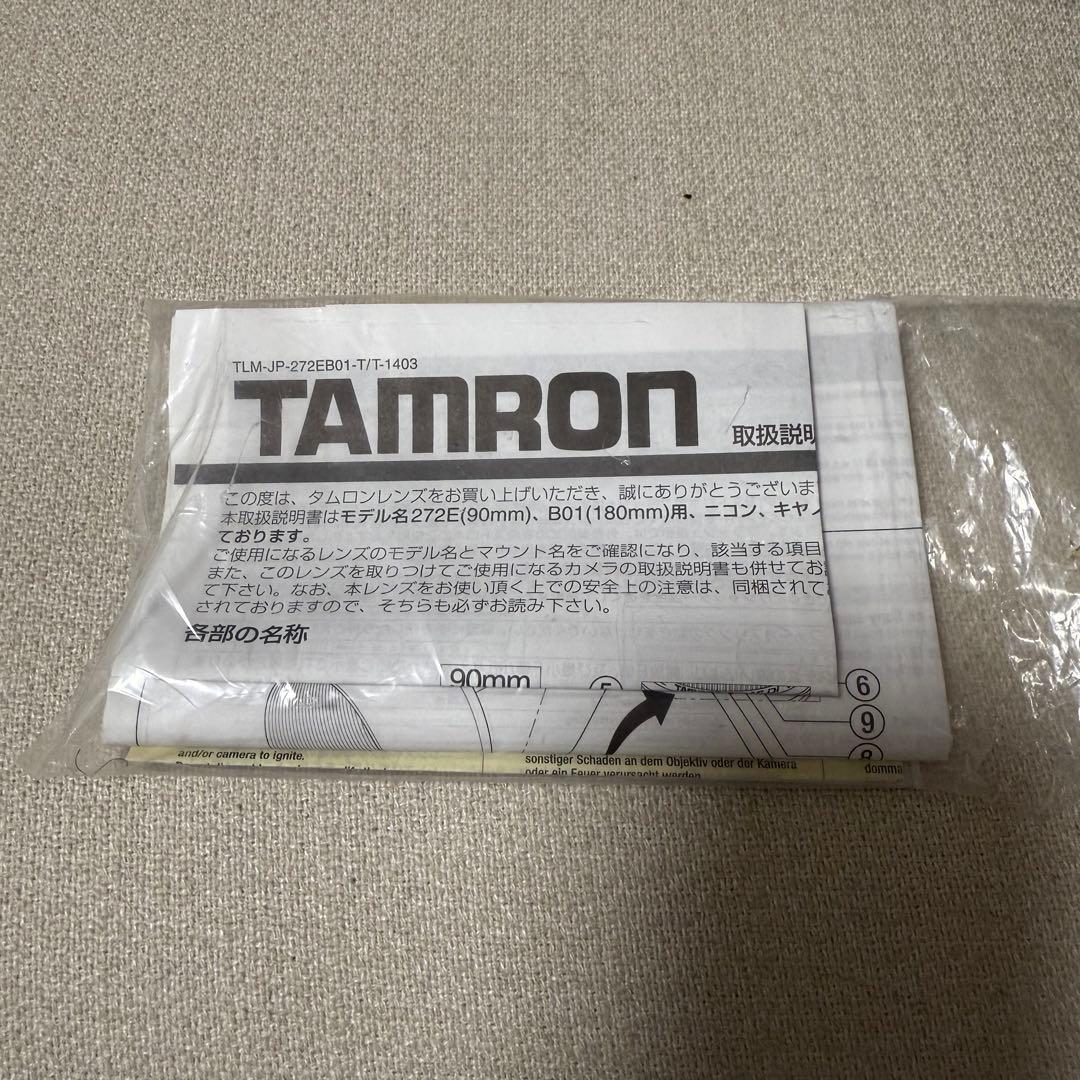 TLM-JP-272EB01-T/T-1403
TAMRON
取扱説明
この度は、タムロンレンズをお買い上げいただき、誠にありがとうございま
本取扱説明書はモデル名272E(90mm)、B01(180mm)用、ニコン、キヤノ
ております。
ご使用になるレンズのモデル名とマウント名をご確認になり、該当する項目
また、このレンズを取りつけてご使用になるカメラの取扱説明書も併せてお
て下さい。なお、本レンズをお使い頂く上での安全上の注意は、同梱されて
されておりますので、そちらも必ずお読み下さい。
各部の名称
90mm
5
6
9
8
and/or camera to ignite.
sonstiger Schaden an dem Objektiv oder der Kamera
oder ein Feuer verursacht werden
domma